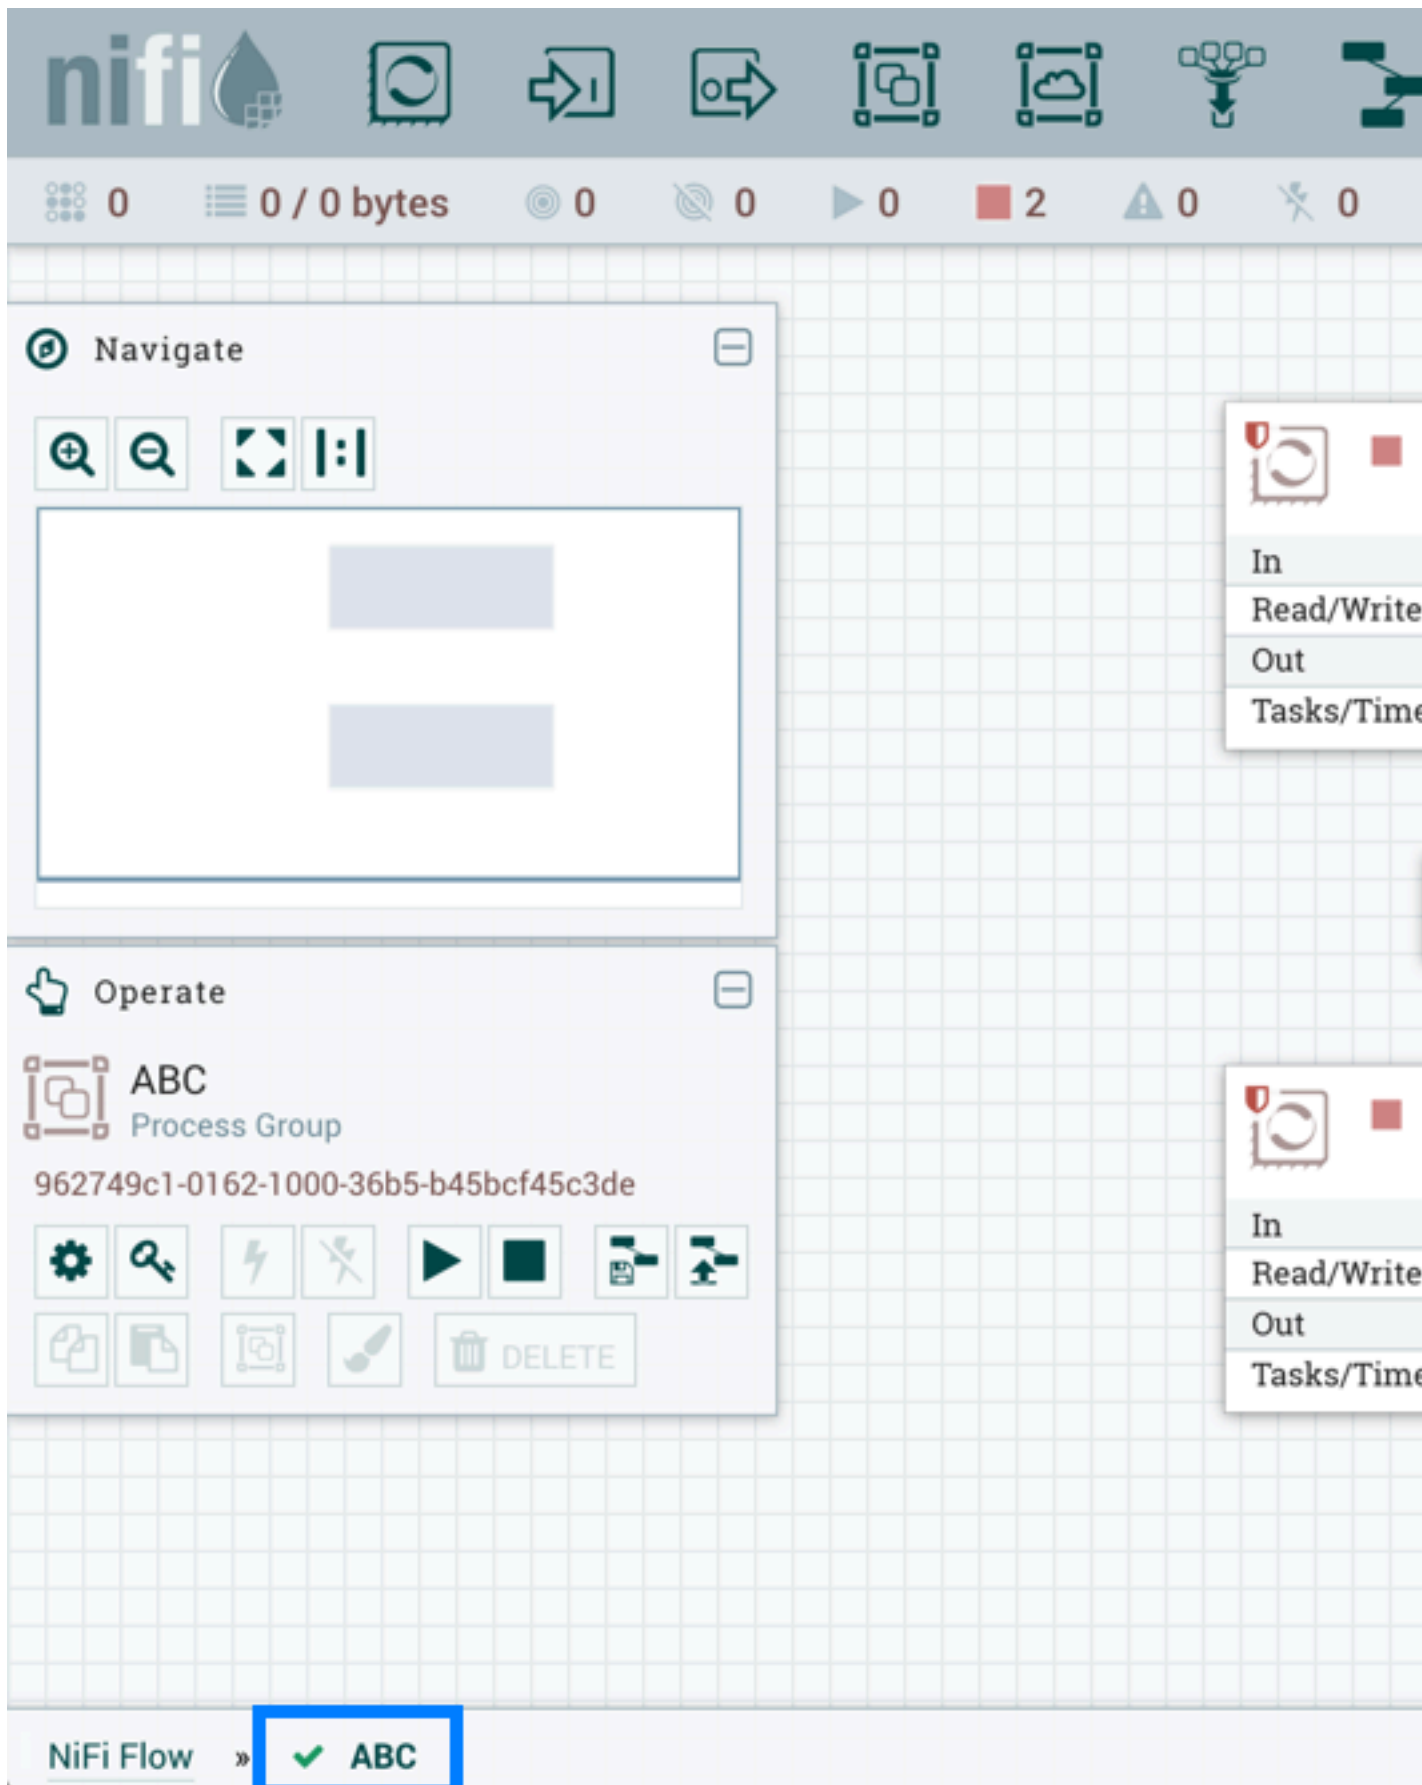 nifi
0 0 / 0 bytes 0 0 0 2 0 0
Navigate
In
Read/Write
Out
Tasks/Time
Operate
ABC
Process Group
962749c1-0162-1000-36b5-b45bcf45c3de
DELETE
In
Read/Write
Out
Tasks/Time
NiFi Flow » ABC